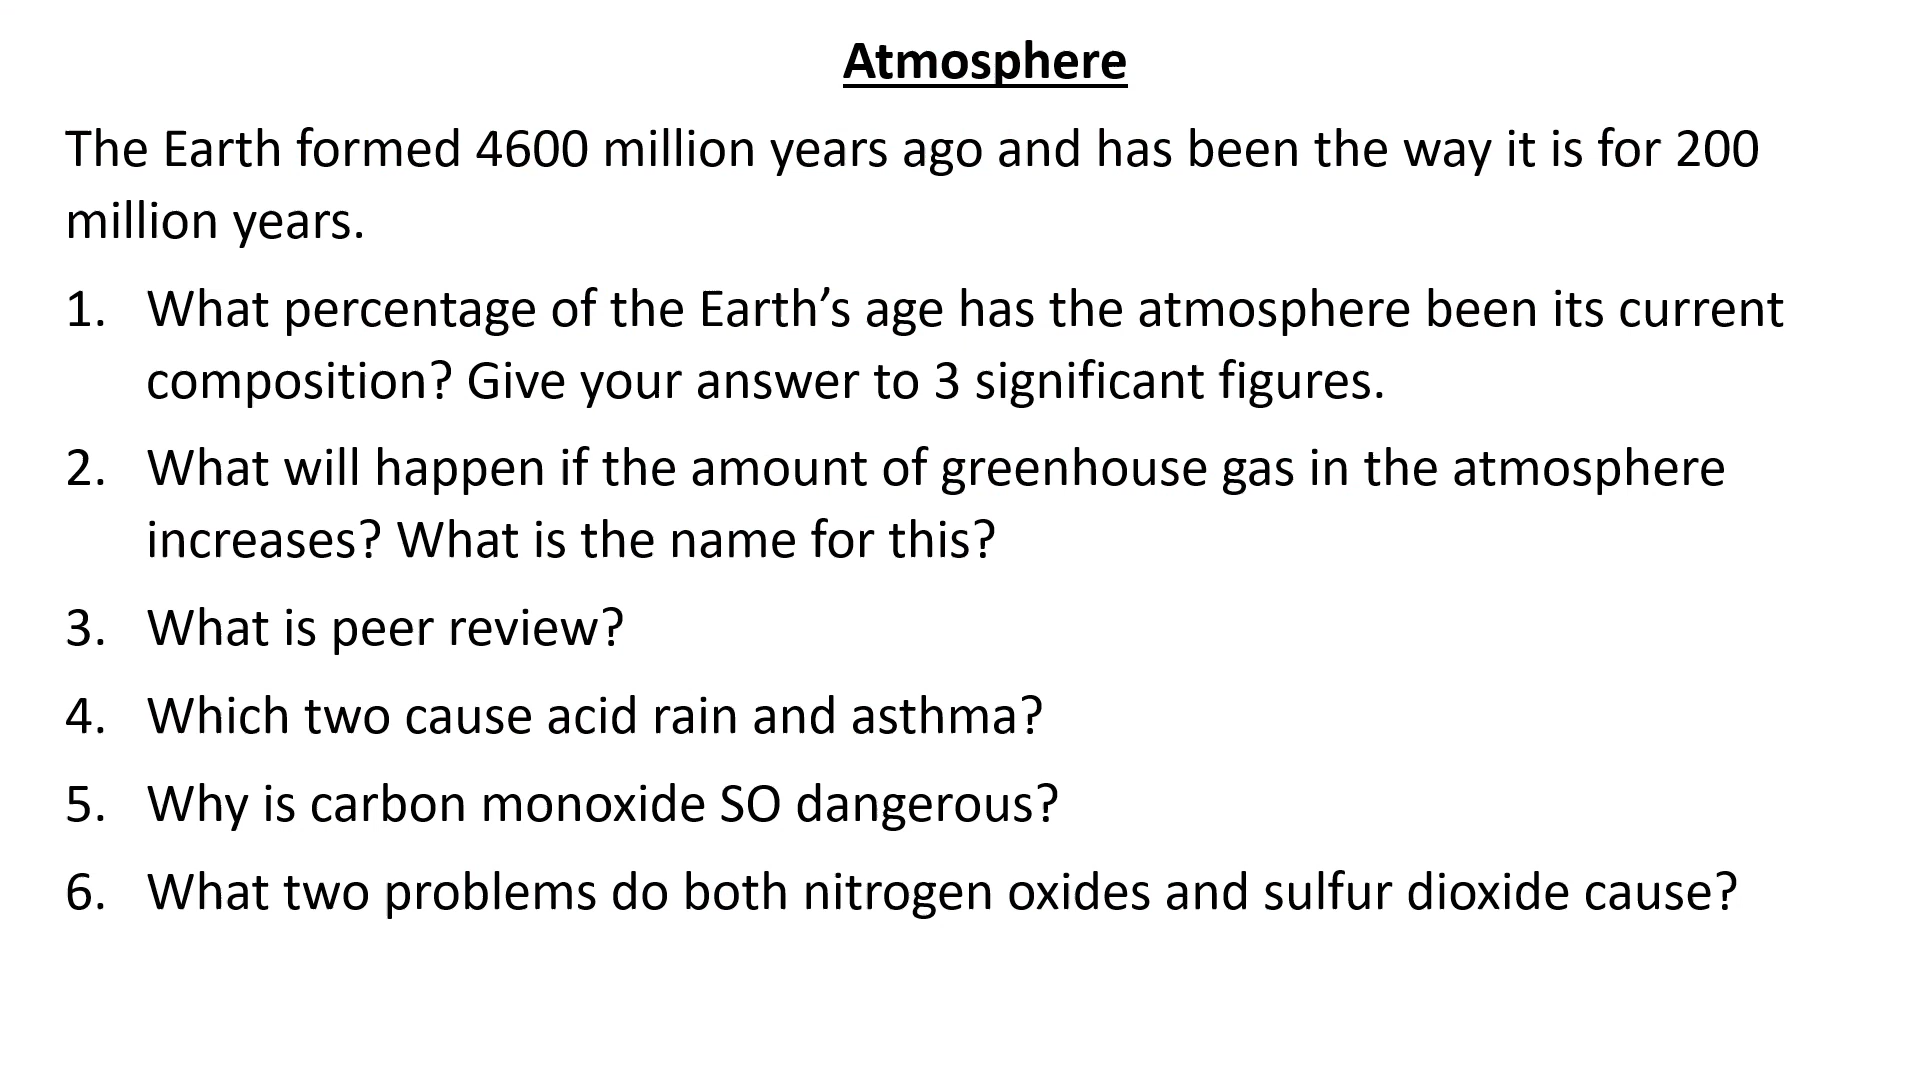 Atmosphere
The Earth formed 4600 million years ago and has been the way it is for 200
million years.
1. What percentage of the Earth’s age has the atmosphere been its current
composition? Give your answer to 3 significant figures.
2. What will happen if the amount of greenhouse gas in the atmosphere
increases? What is the name for this?
3. What is peer review?
4. Which two cause acid rain and asthma?
5. Why is carbon monoxide SO dangerous?
6. What two problems do both nitrogen oxides and sulfur dioxide cause?